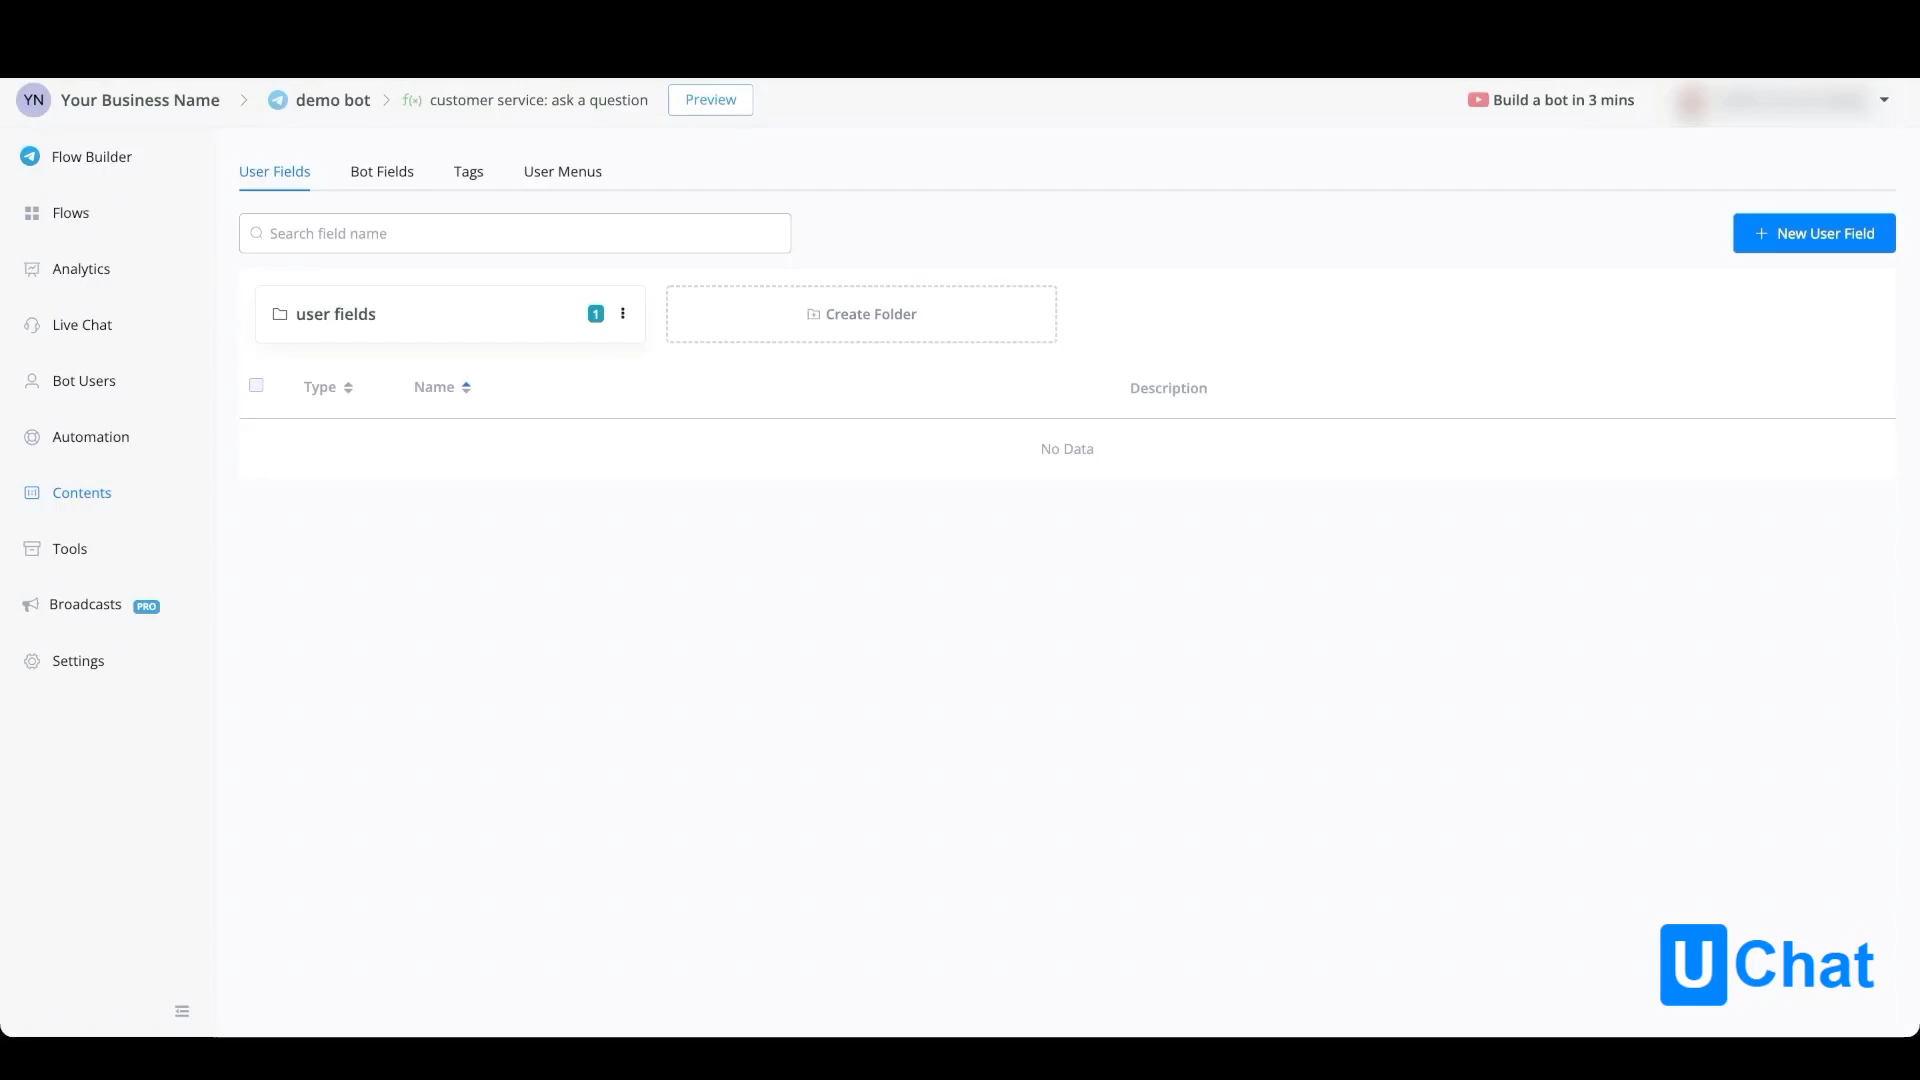 YN Your Business Name demo bot f(x) customer service: ask a question Preview Build a bot in 3 mins
Flow Builder
Flows
Analytics
Live Chat
Bot Users
Automation
Contents
Tools
Broadcasts PRO
Settings
User Fields Bot Fields Tags User Menus
Search field name
+ New User Field
user fields 1
Create Folder
Type Name Description
No Data
UChat